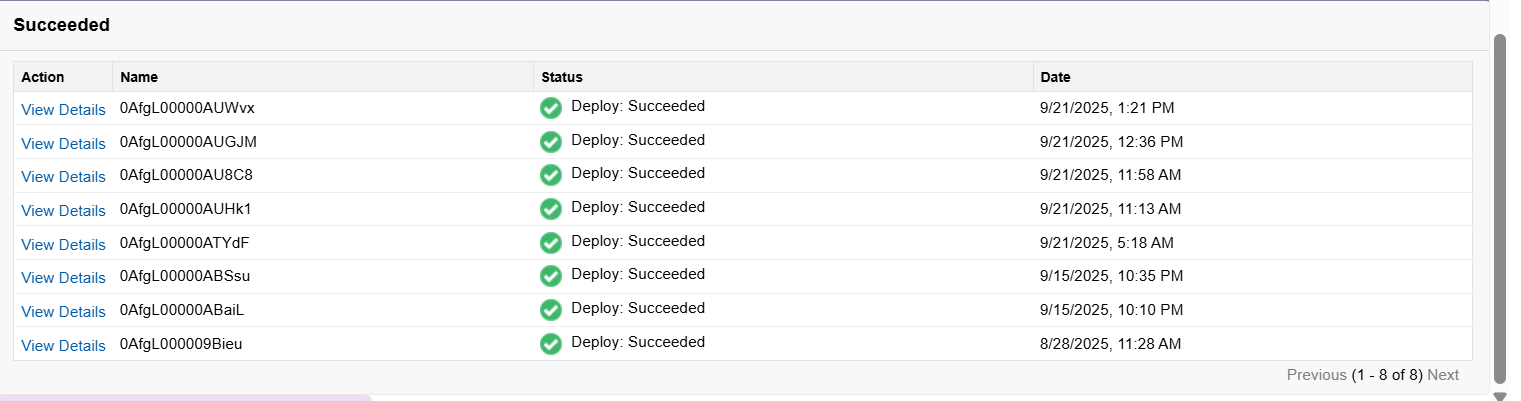 Succeeded
Action Name Status Date
View Details 0AfgL00000AUWvx Deploy: Succeeded 9/21/2025, 1:21 PM
View Details 0AfgL00000AUGJM Deploy: Succeeded 9/21/2025, 12:36 PM
View Details 0AfgL00000AU8C8 Deploy: Succeeded 9/21/2025, 11:58 AM
View Details 0AfgL00000AUHk1 Deploy: Succeeded 9/21/2025, 11:13 AM
View Details 0AfgL00000ATYdF Deploy: Succeeded 9/21/2025, 5:18 AM
View Details 0AfgL00000ABSsu Deploy: Succeeded 9/15/2025, 10:35 PM
View Details 0AfgL00000ABaiL Deploy: Succeeded 9/15/2025, 10:10 PM
View Details 0AfgL000009Bieu Deploy: Succeeded 8/28/2025, 11:28 AM
Previous (1 - 8 of 8) Next